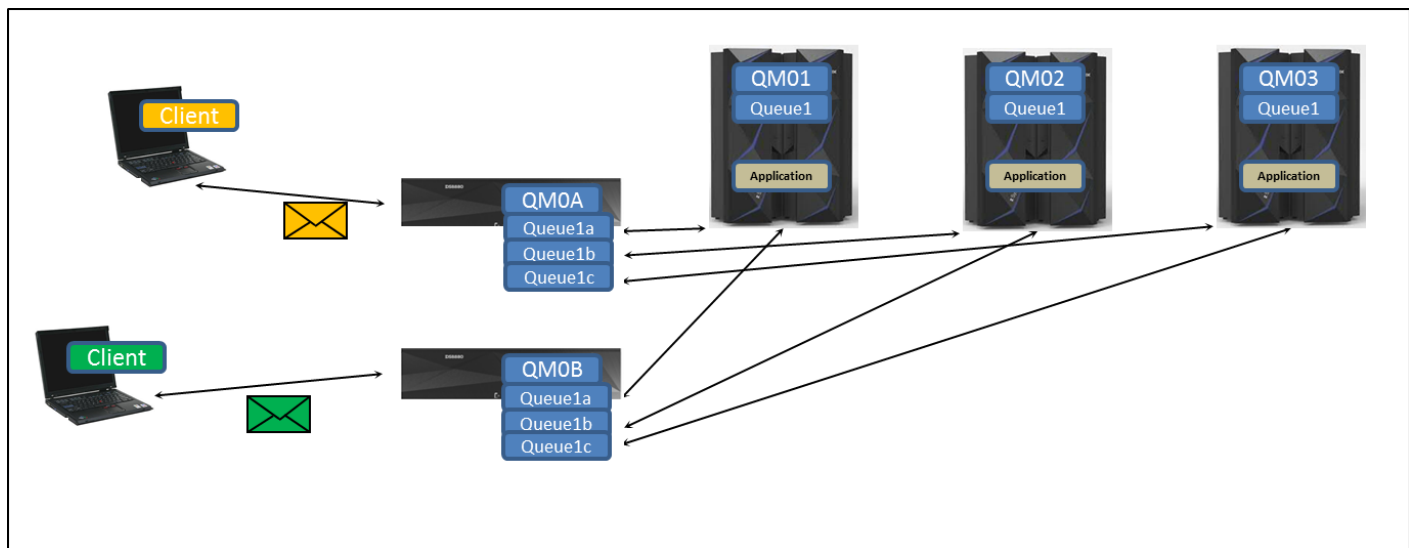 QM01
QM02
QM03
Queue1
Queue1
Queue1
Client
Application
Application
Application
QM0A
Queue1a
Queue1b
Queue1c
Client
QM0B
Queue1a
Queue1b
Queue1c